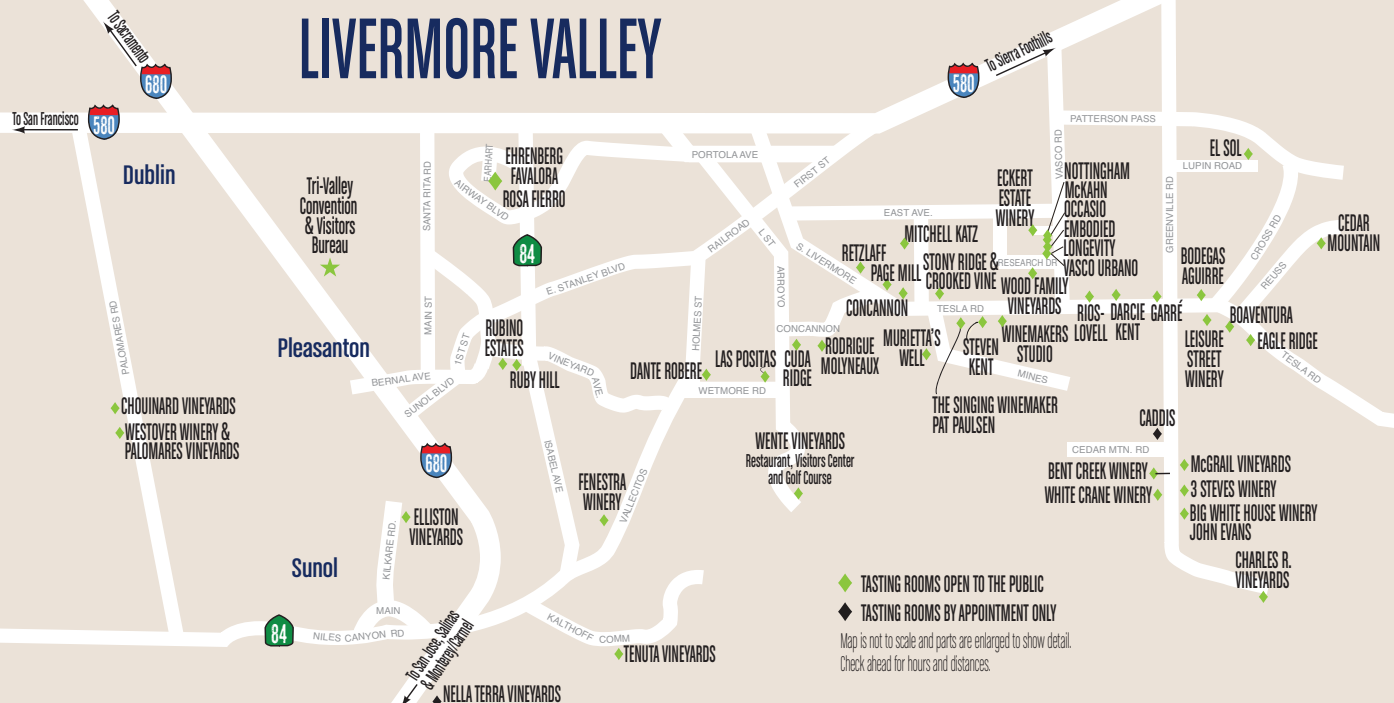 LIVERMORE VALLEY
To Sacramento
680
To San Francisco
580
580
To Sierra Foothills
Dublin
Tri-Valley
Convention
& Visitors
Bureau
SANTA RITA RD
EARHART
AIRWAY BLVD
EHRENBERG
FAVALORA
ROSA FIERRO
84
PORTOLA AVE
FIRST ST
PATTERSON PASS
VASCO RD
EL SOL
LUPIN ROAD
GREENVILLE RD
CROSS RD
REUSS
CEDAR
MOUNTAIN
ECKERT
ESTATE
WINERY
NOTTINGHAM
McKAHN
OCCASIO
EMBODIED
LONGEVITY
VASCO URBANO
EAST AVE.
RESEARCH DR
MITCHELL KATZ
RETZLAFF
PAGE MILL
STONY RIDGE &
CROOKED VINE
WOOD FAMILY
VINEYARDS
BODEGAS
AGUIRRE
RAILROAD
L ST
S. LIVERMORE
ARROYO
E. STANLEY BLVD
HOLMES ST
CONCANNON
TESLA RD
CONCANNON
RIOS-
LOVELL
DARCIE
KENT
GARRÉ
LEISURE
STREET
WINERY
BOAVENTURA
EAGLE RIDGE
TESLA RD
PALOMARES RD
MAIN ST
1ST ST
Pleasanton
BERNAL AVE
SUNOL BLVD
RUBINO
ESTATES
RUBY HILL
VINEYARD AVE.
DANTE ROBERE
LAS POSITAS
CUDA
RIDGE
RODRIGUE
MOLYNEAUX
MURIETTA'S
WELL
STEVEN
KENT
WINEMAKERS
STUDIO
MINES
WETMORE RD
THE SINGING WINEMAKER
PAT PAULSEN
CHOUINARD VINEYARDS
WESTOVER WINERY &
PALOMARES VINEYARDS
680
ISABEL AVE
FENESTRA
WINERY
VALLECITOS
WENTE VINEYARDS
Restaurant, Visitors Center
and Golf Course
CADDIS
CEDAR MTN. RD
BENT CREEK WINERY
WHITE CRANE WINERY
McGRAIL VINEYARDS
3 STEVES WINERY
BIG WHITE HOUSE WINERY
JOHN EVANS
CHARLES R.
VINEYARDS
ELLISTON
VINEYARDS
KILKARE RD.
Sunol
MAIN
84
NILES CANYON RD
To San Jose, Salinas
& Monterey/Carmel
KALTHOFF COMM
TENUTA VINEYARDS
NELLA TERRA VINEYARDS
TASTING ROOMS OPEN TO THE PUBLIC
TASTING ROOMS BY APPOINTMENT ONLY
Map is not to scale and parts are enlarged to show detail.
Check ahead for hours and distances.